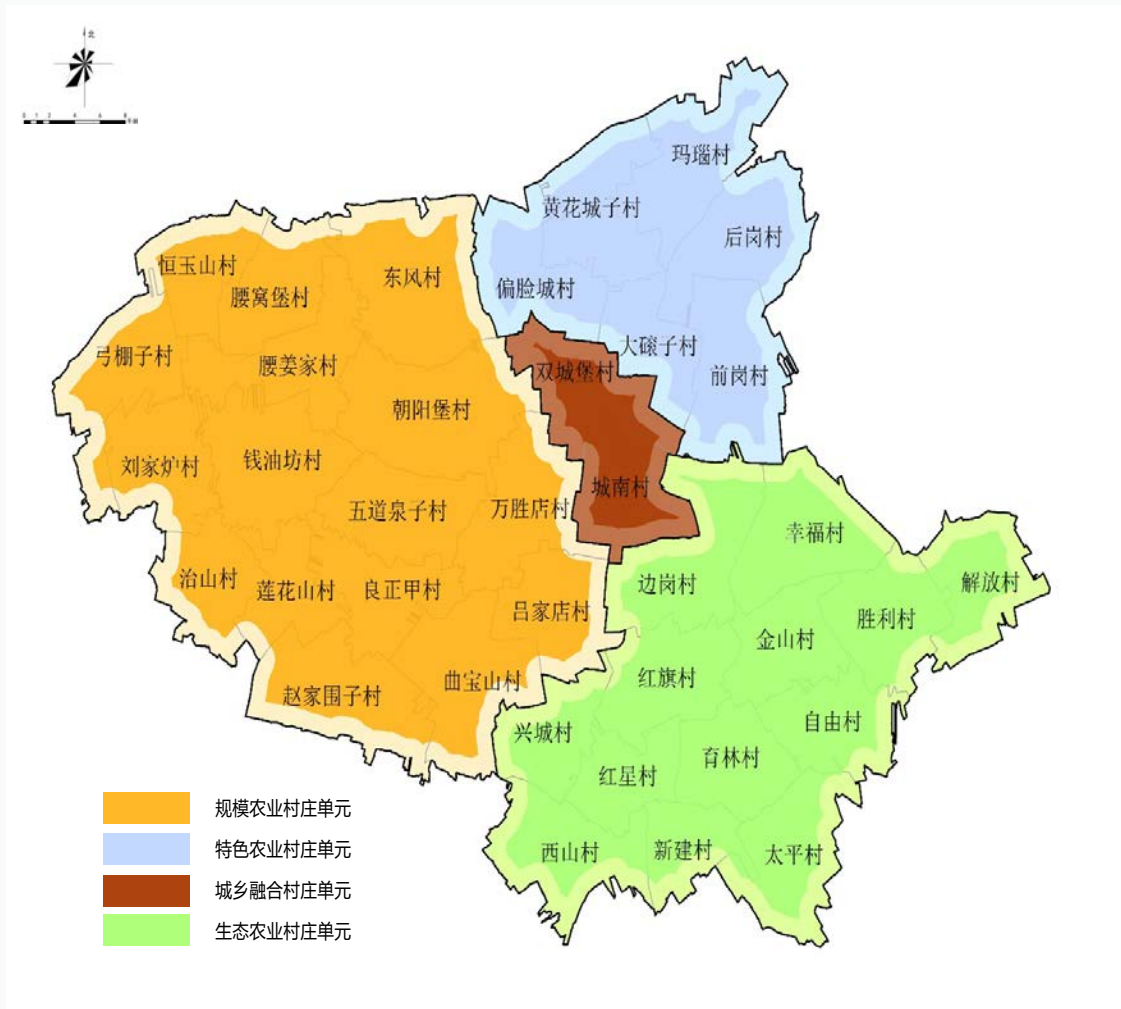 北
玛瑙村
黄花城子村
后岗村
恒玉山村
东风村
偏脸城村
腰窝堡村
大磙子村
弓棚子村
腰姜家村
双城堡村
前岗村
朝阳堡村
刘家炉村
钱油坊村
城南村
五道泉子村
万胜店村
幸福村
治山村
莲花山村
良正甲村
边岗村
解放村
吕家店村
胜利村
金山村
曲宝山村
红旗村
赵家围子村
兴城村
自由村
红星村
育林村
西山村
新建村
太平村
规模农业村庄单元
特色农业村庄单元
城乡融合村庄单元
生态农业村庄单元